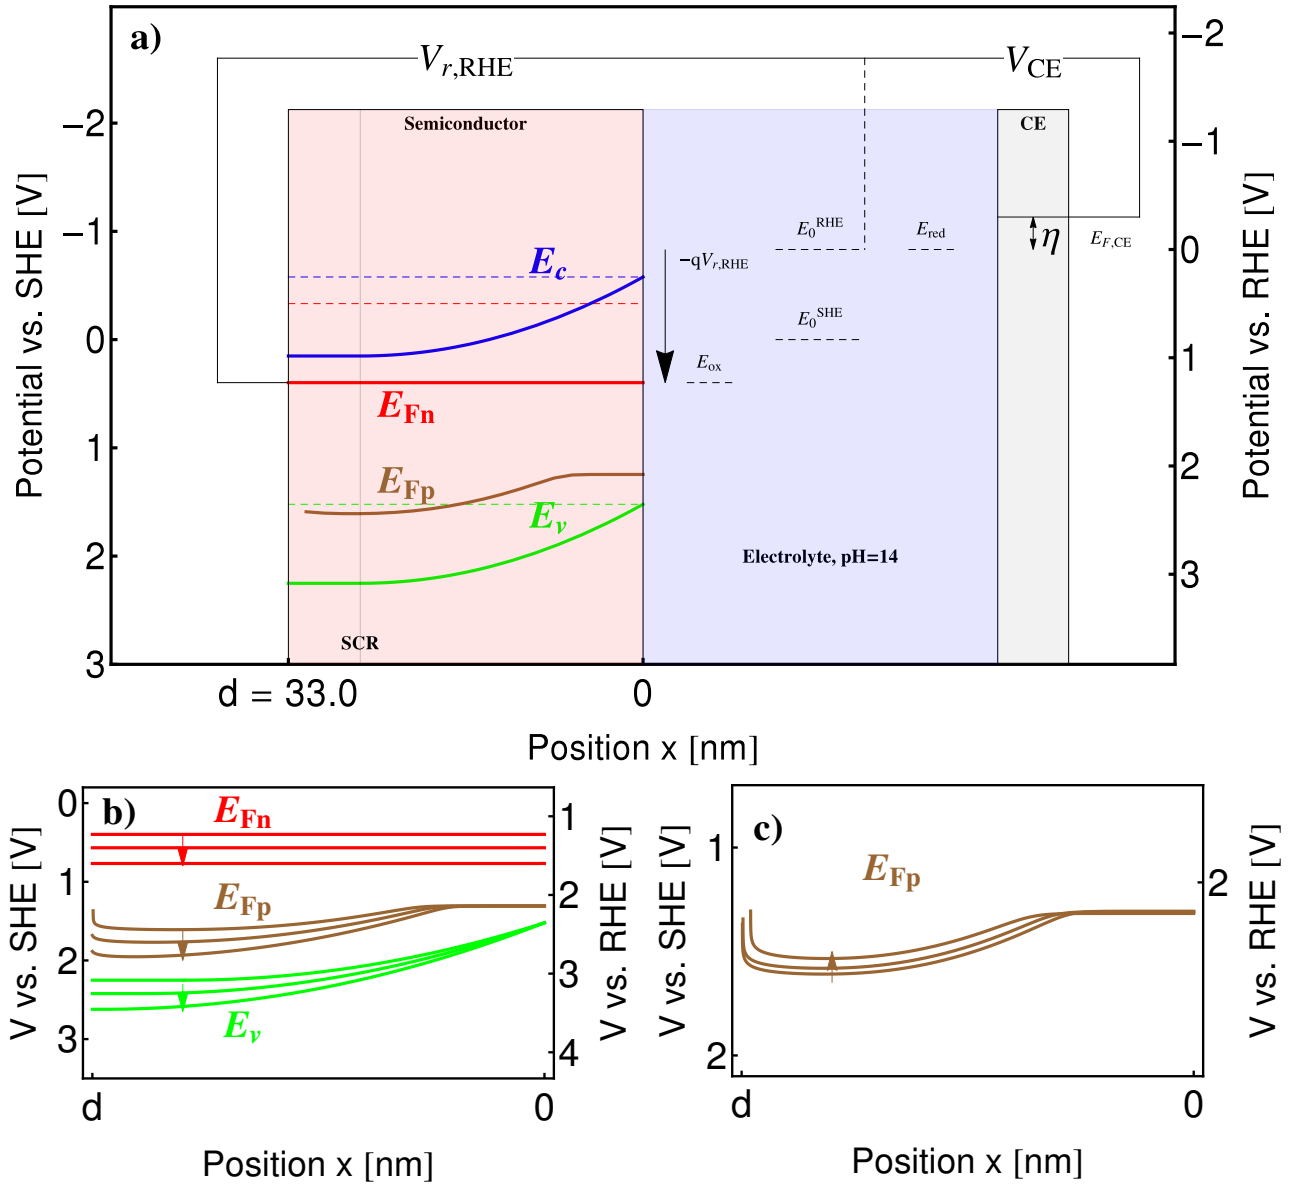 a)
V_{r,RHE}
V_{CE}
−2
−2
Semiconductor
CE
−1
−1
E_0^{RHE}
E_{red}
η
E_{F,CE}
0
E_c
−qV_{r,RHE}
E_0^{SHE}
0
1
E_{ox}
E_{Fn}
1
2
E_{Fp}
E_v
2
Electrolyte, pH=14
3
SCR
3
Potential vs. SHE [V]
Potential vs. RHE [V]
d = 33.0
0
Position x [nm]
b)
0
1
2
3
1
2
3
4
E_{Fn}
E_{Fp}
E_v
V vs. SHE [V]
V vs. RHE [V]
d
0
Position x [nm]
c)
1
2
2
E_{Fp}
V vs. SHE [V]
V vs. RHE [V]
d
0
Position x [nm]